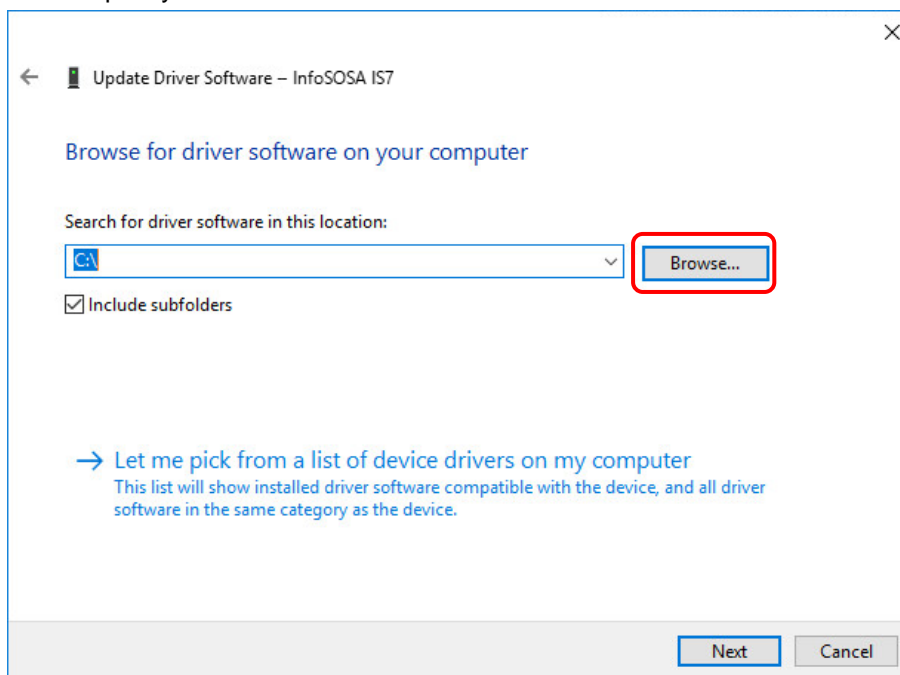 Update Driver Software – InfoSOSA IS7
Browse for driver software on your computer
Search for driver software in this location:
C:\
Browse...
Include subfolders
Let me pick from a list of device drivers on my computer
This list will show installed driver software compatible with the device, and all driver
software in the same category as the device.
Next
Cancel